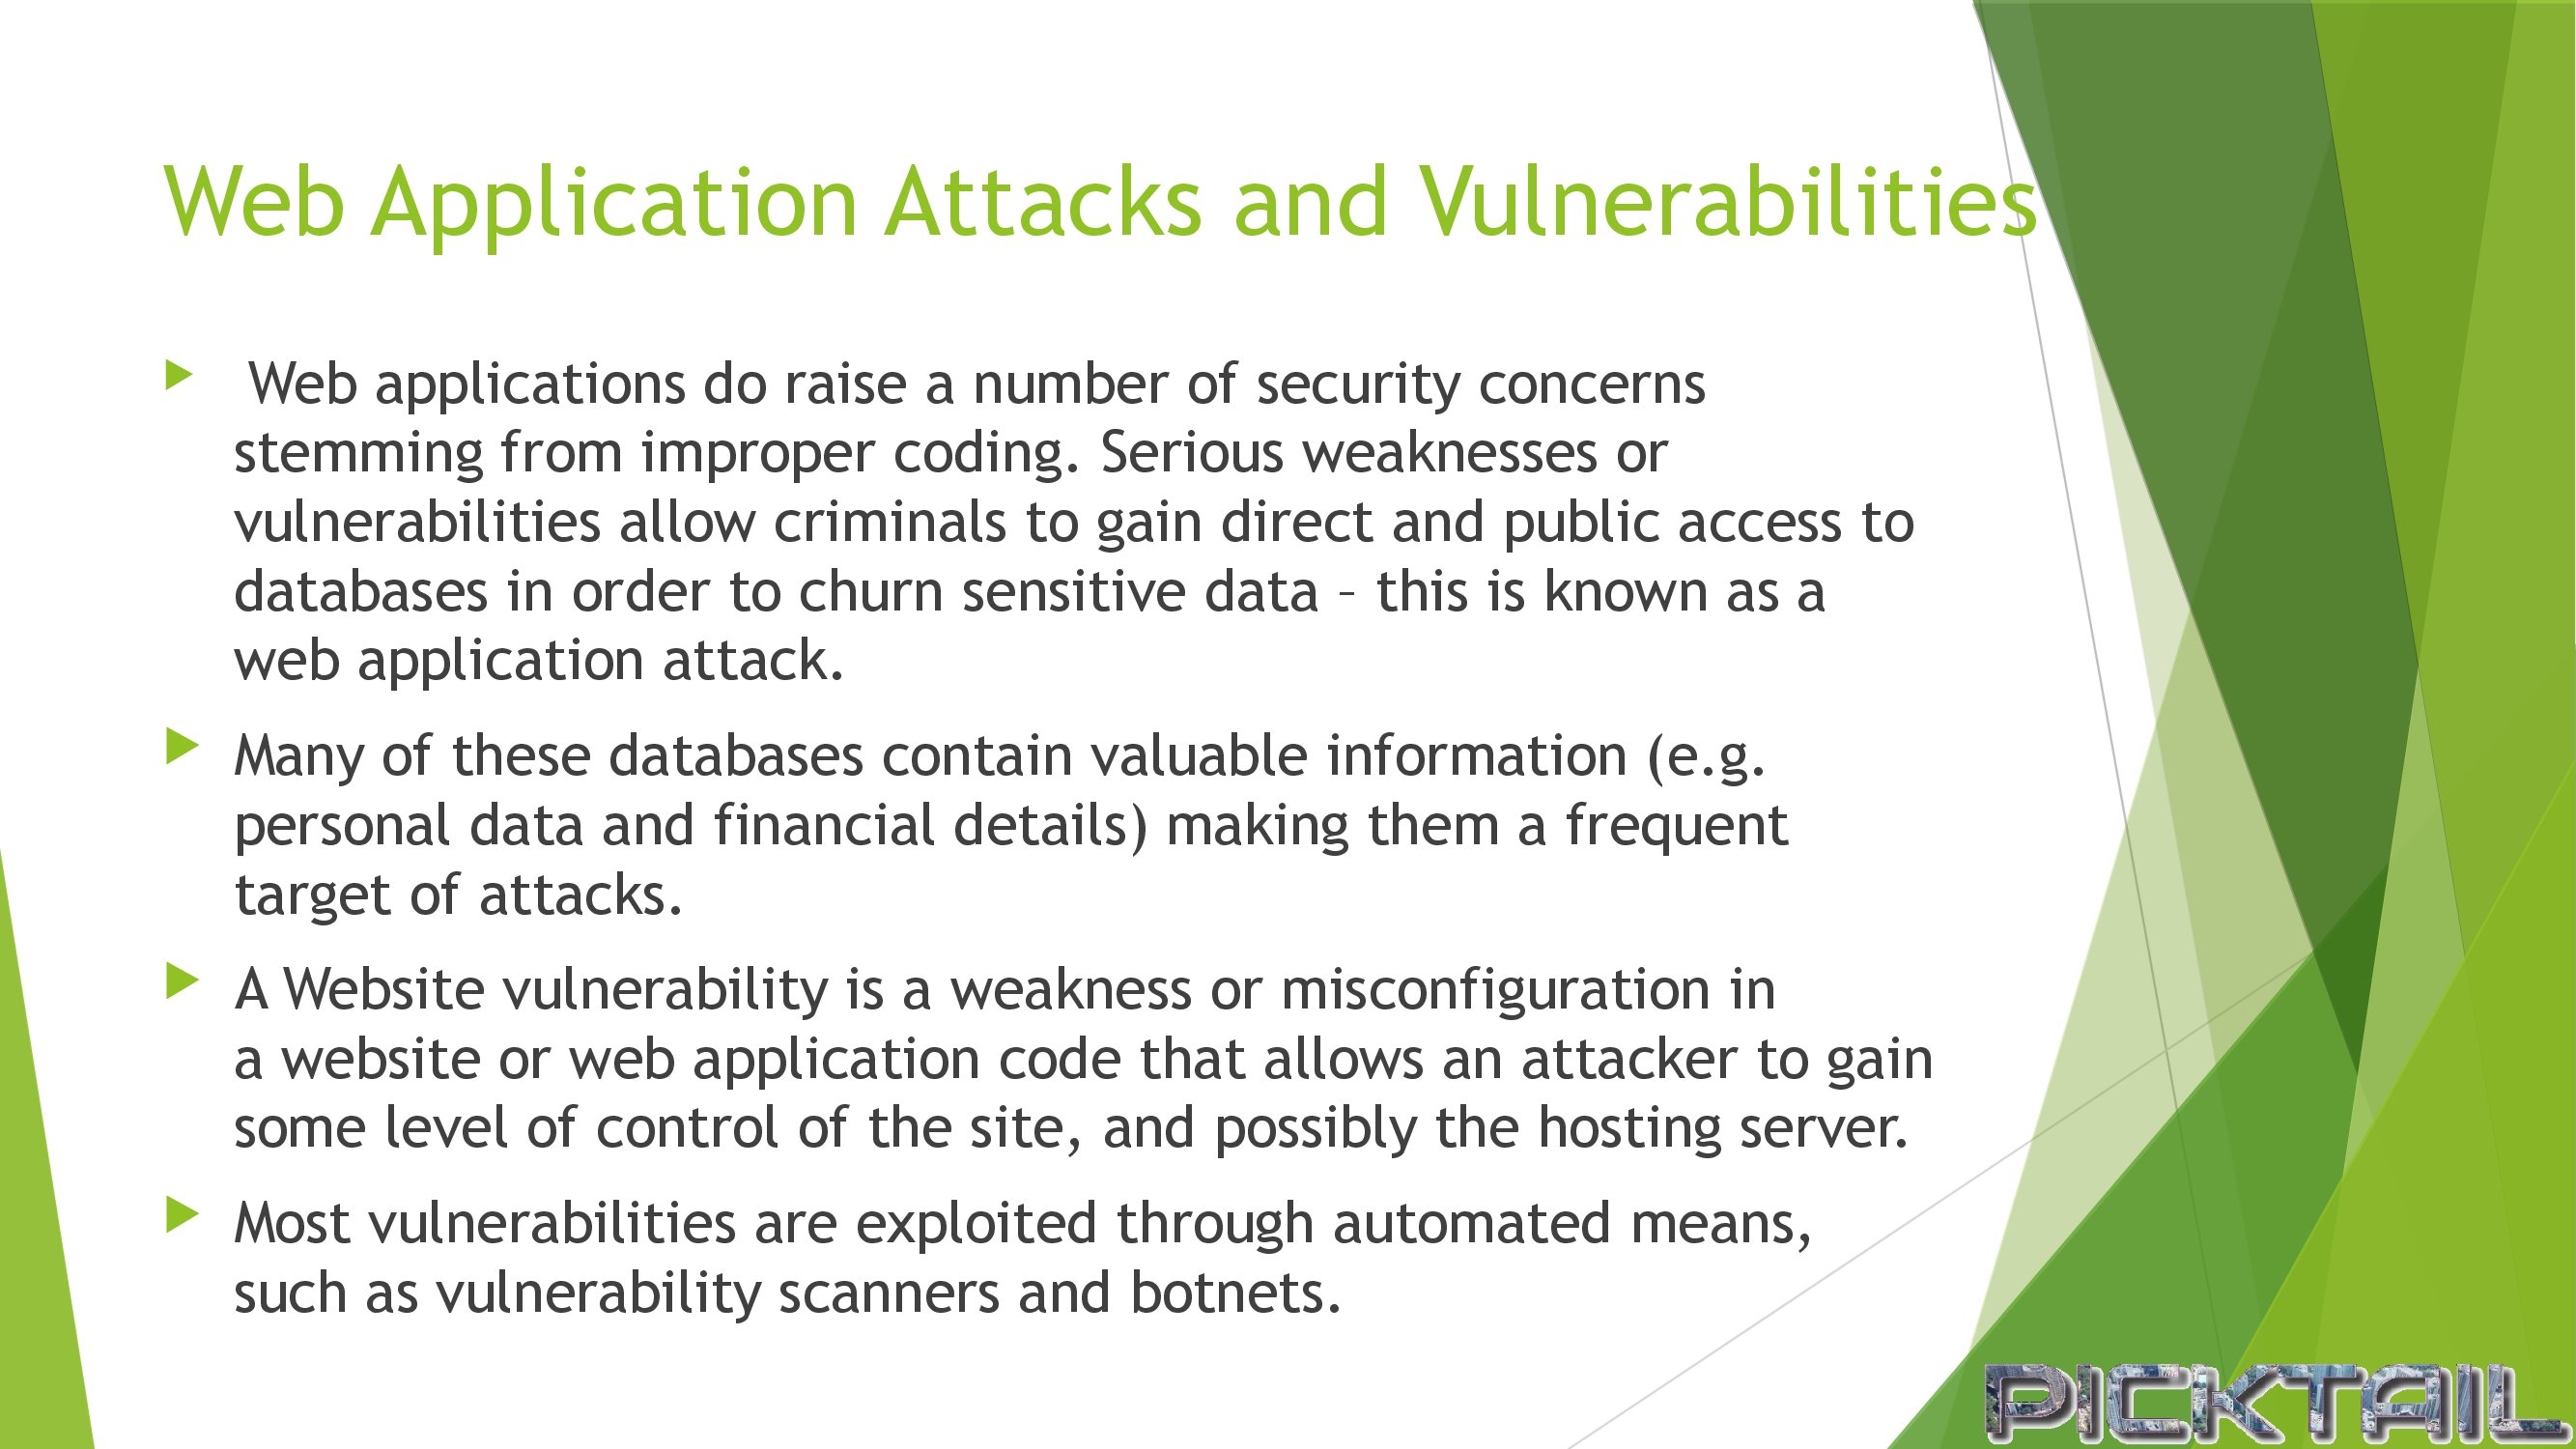 Web Application Attacks and Vulnerabilities
Web applications do raise a number of security concerns
stemming from improper coding. Serious weaknesses or
vulnerabilities allow criminals to gain direct and public access to
databases in order to churn sensitive data – this is known as a
web application attack.
Many of these databases contain valuable information (e.g.
personal data and financial details) making them a frequent
target of attacks.
A Website vulnerability is a weakness or misconfiguration in
a website or web application code that allows an attacker to gain
some level of control of the site, and possibly the hosting server.
Most vulnerabilities are exploited through automated means,
such as vulnerability scanners and botnets.
PICKTAIL